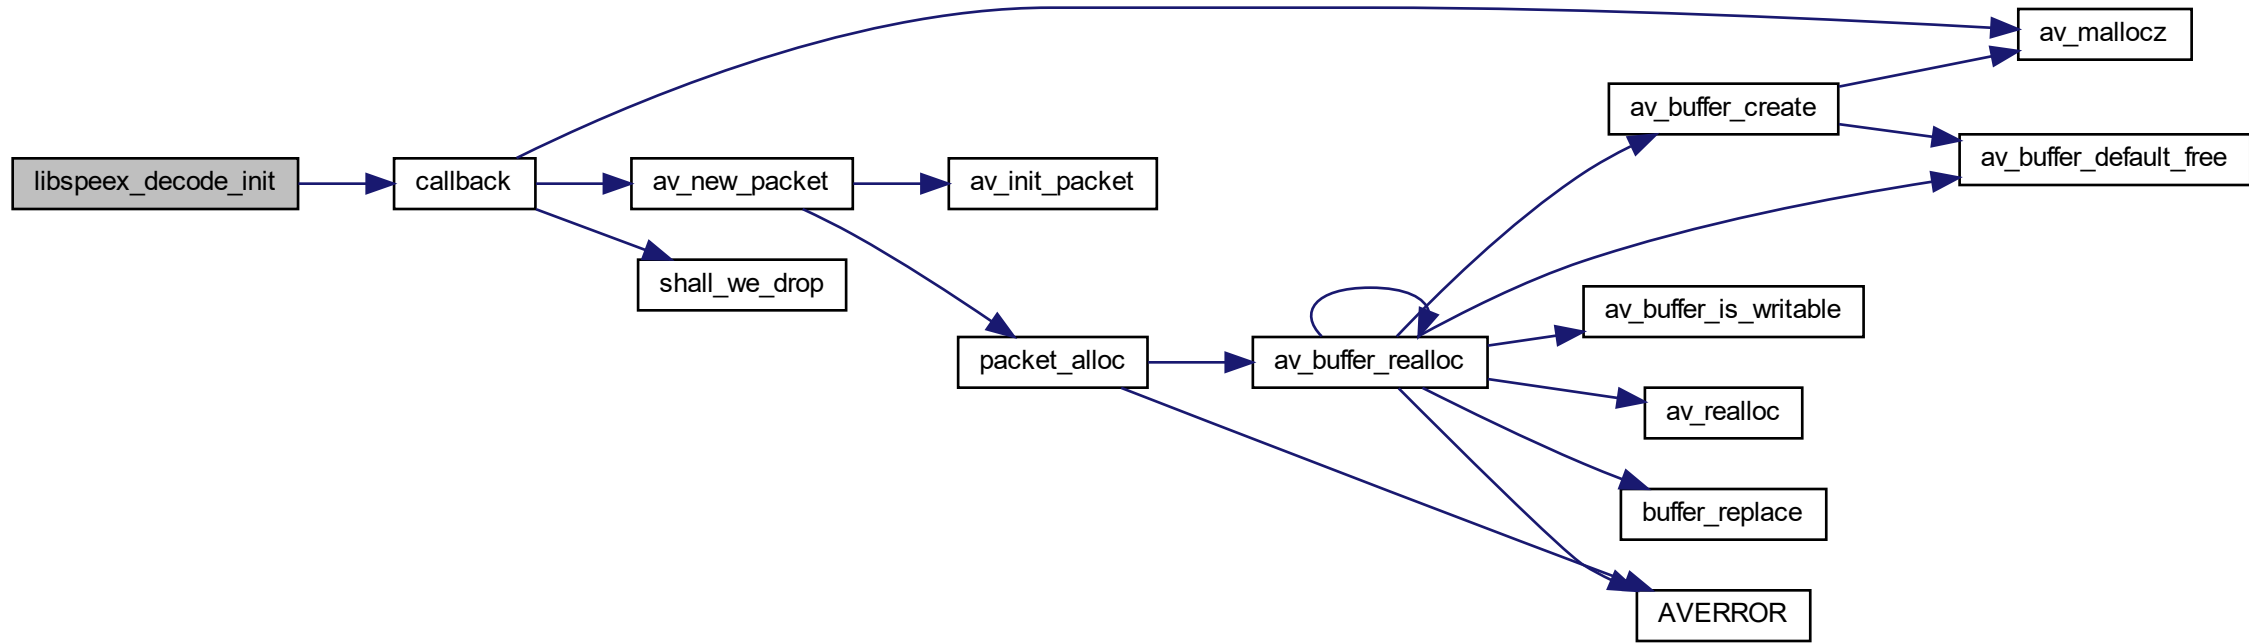 libspeex_decode_init
callback
av_new_packet
shall_we_drop
av_init_packet
packet_alloc
av_buffer_realloc
av_buffer_create
av_buffer_is_writable
av_realloc
buffer_replace
AVERROR
av_mallocz
av_buffer_default_free